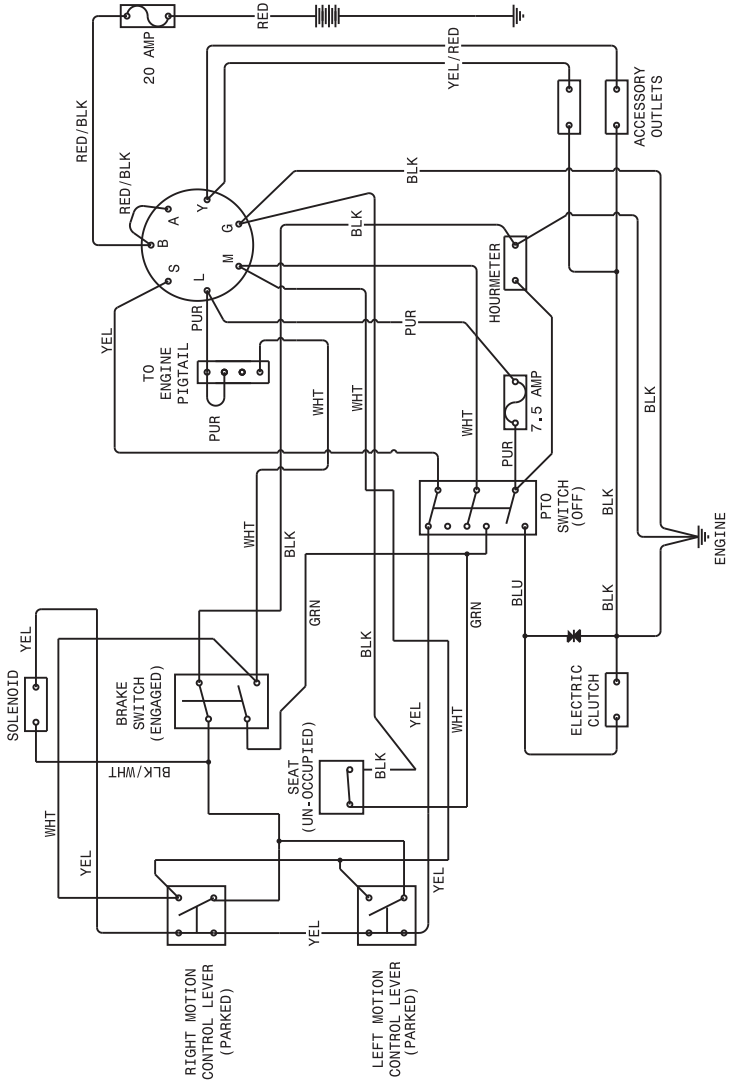 RED
20 AMP
RED/BLK
RED/BLK
YEL/RED
ACCESSORY
OUTLETS
A
B
S
Y
G
M
L
BLK
BLK
PUR
YEL
TO
ENGINE
PIGTAIL
PUR
PUR
HOURMETER
WHT
WHT
WHT
7.5 AMP
PUR
BLK
PTO
SWITCH
(OFF)
BLK
ENGINE
WHT
BLK
GRN
GRN
BLU
BLK
BLK
YEL
SOLENOID
BRAKE
SWITCH
(ENGAGED)
BLK/WHT
ELECTRIC
CLUTCH
YEL
WHT
SEAT
(UN-OCCUPIED)
BLK
WHT
YEL
YEL
YEL
RIGHT MOTION
CONTROL LEVER
(PARKED)
LEFT MOTION
CONTROL LEVER
(PARKED)